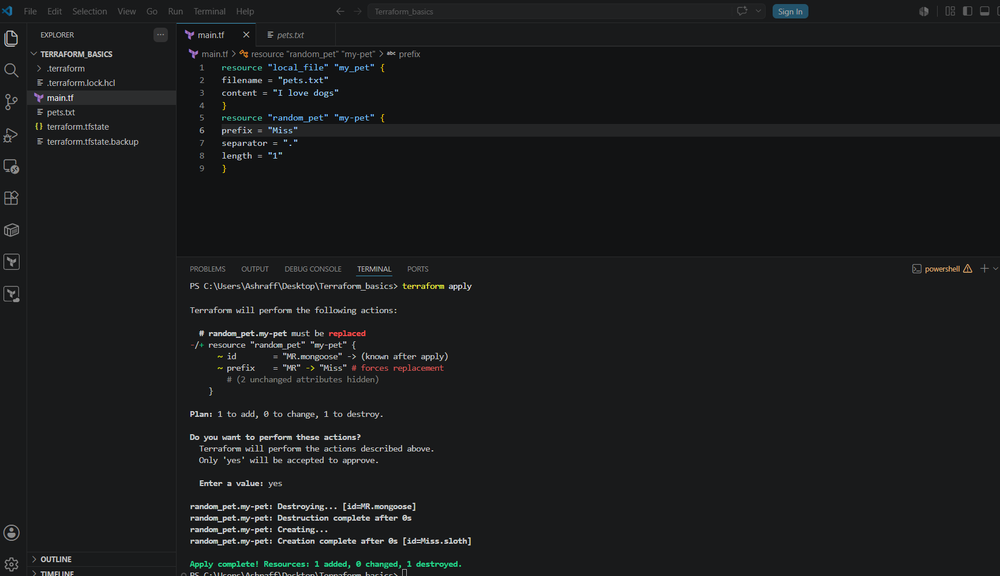 File Edit Selection View Go Run Terminal Help
Terraform_basics
Sign In
EXPLORER
TERRAFORM_BASICS
.terraform
.terraform.lock.hcl
main.tf
pets.txt
terraform.tfstate
terraform.tfstate.backup
OUTLINE
TIMELINE
main.tf pets.txt
main.tf > resource "random_pet" "my-pet" > abc prefix
1 resource "local_file" "my_pet" {
2 filename = "pets.txt"
3 content = "I love dogs"
4 }
5 resource "random_pet" "my-pet" {
6 prefix = "Miss"
7 separator = "."
8 length = "1"
9 }
PROBLEMS OUTPUT DEBUG CONSOLE TERMINAL PORTS
powershell
PS C:\Users\Ashraff\Desktop\Terraform_basics> terraform apply
Terraform will perform the following actions:
# random_pet.my-pet must be replaced
-/+ resource "random_pet" "my-pet" {
~ id = "MR.mongoose" -> (known after apply)
~ prefix = "MR" -> "Miss" # forces replacement
# (2 unchanged attributes hidden)
}
Plan: 1 to add, 0 to change, 1 to destroy.
Do you want to perform these actions?
Terraform will perform the actions described above.
Only 'yes' will be accepted to approve.
Enter a value: yes
random_pet.my-pet: Destroying... [id=MR.mongoose]
random_pet.my-pet: Destruction complete after 0s
random_pet.my-pet: Creating...
random_pet.my-pet: Creation complete after 0s [id=Miss.sloth]
Apply complete! Resources: 1 added, 0 changed, 1 destroyed.
PS C:\Users\Ashraff\Desktop\Terraform_basics>